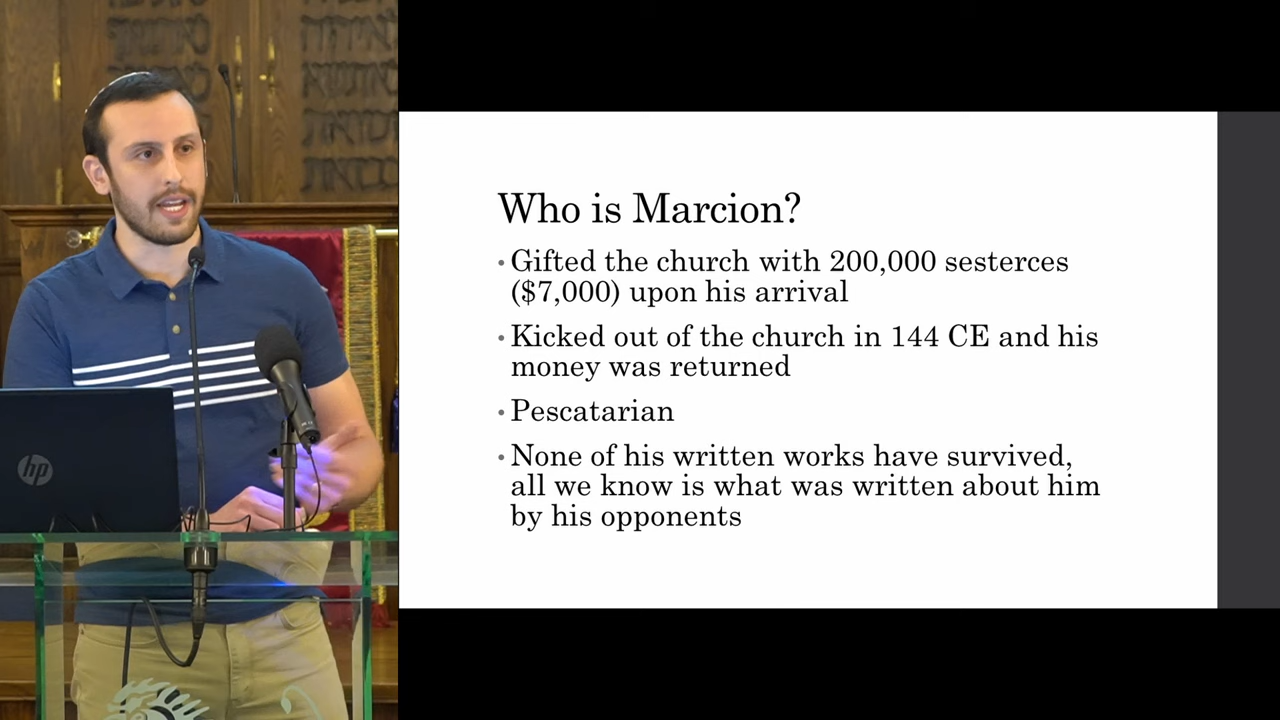 Who is Marcion?
• Gifted the church with 200,000 sesterces
($7,000) upon his arrival
• Kicked out of the church in 144 CE and his
money was returned
• Pescatarian
• None of his written works have survived,
all we know is what was written about him
by his opponents
hp